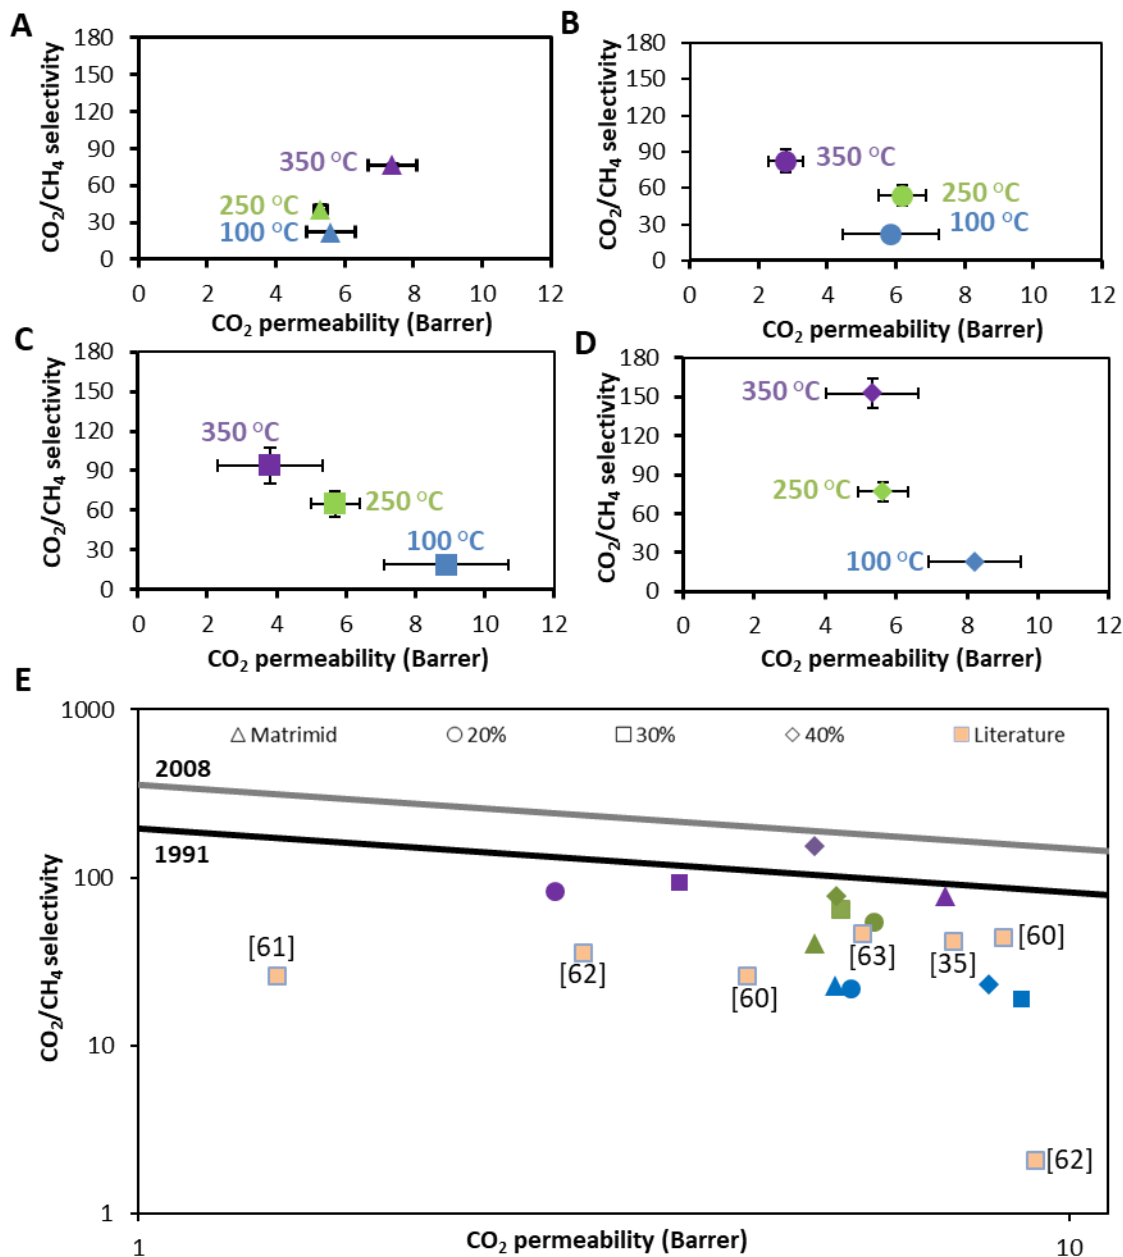 A
CO2/CH4 selectivity
180
150
120
90
60
30
0
350 °C
250 °C
100 °C
0 2 4 6 8 10 12
CO2 permeability (Barrer)
B
CO2/CH4 selectivity
180
150
120
90
60
30
0
350 °C
250 °C
100 °C
0 2 4 6 8 10 12
CO2 permeability (Barrer)
C
CO2/CH4 selectivity
180
150
120
90
60
30
0
350 °C
250 °C
100 °C
0 2 4 6 8 10 12
CO2 permeability (Barrer)
D
CO2/CH4 selectivity
180
150
120
90
60
30
0
350 °C
250 °C
100 °C
0 2 4 6 8 10 12
CO2 permeability (Barrer)
E
CO2/CH4 selectivity
1000
100
10
1
Matrimid 20% 30% 40% Literature
2008
1991
[61]
[62]
[60]
[63]
[35]
[60]
[62]
1 10
CO2 permeability (Barrer)